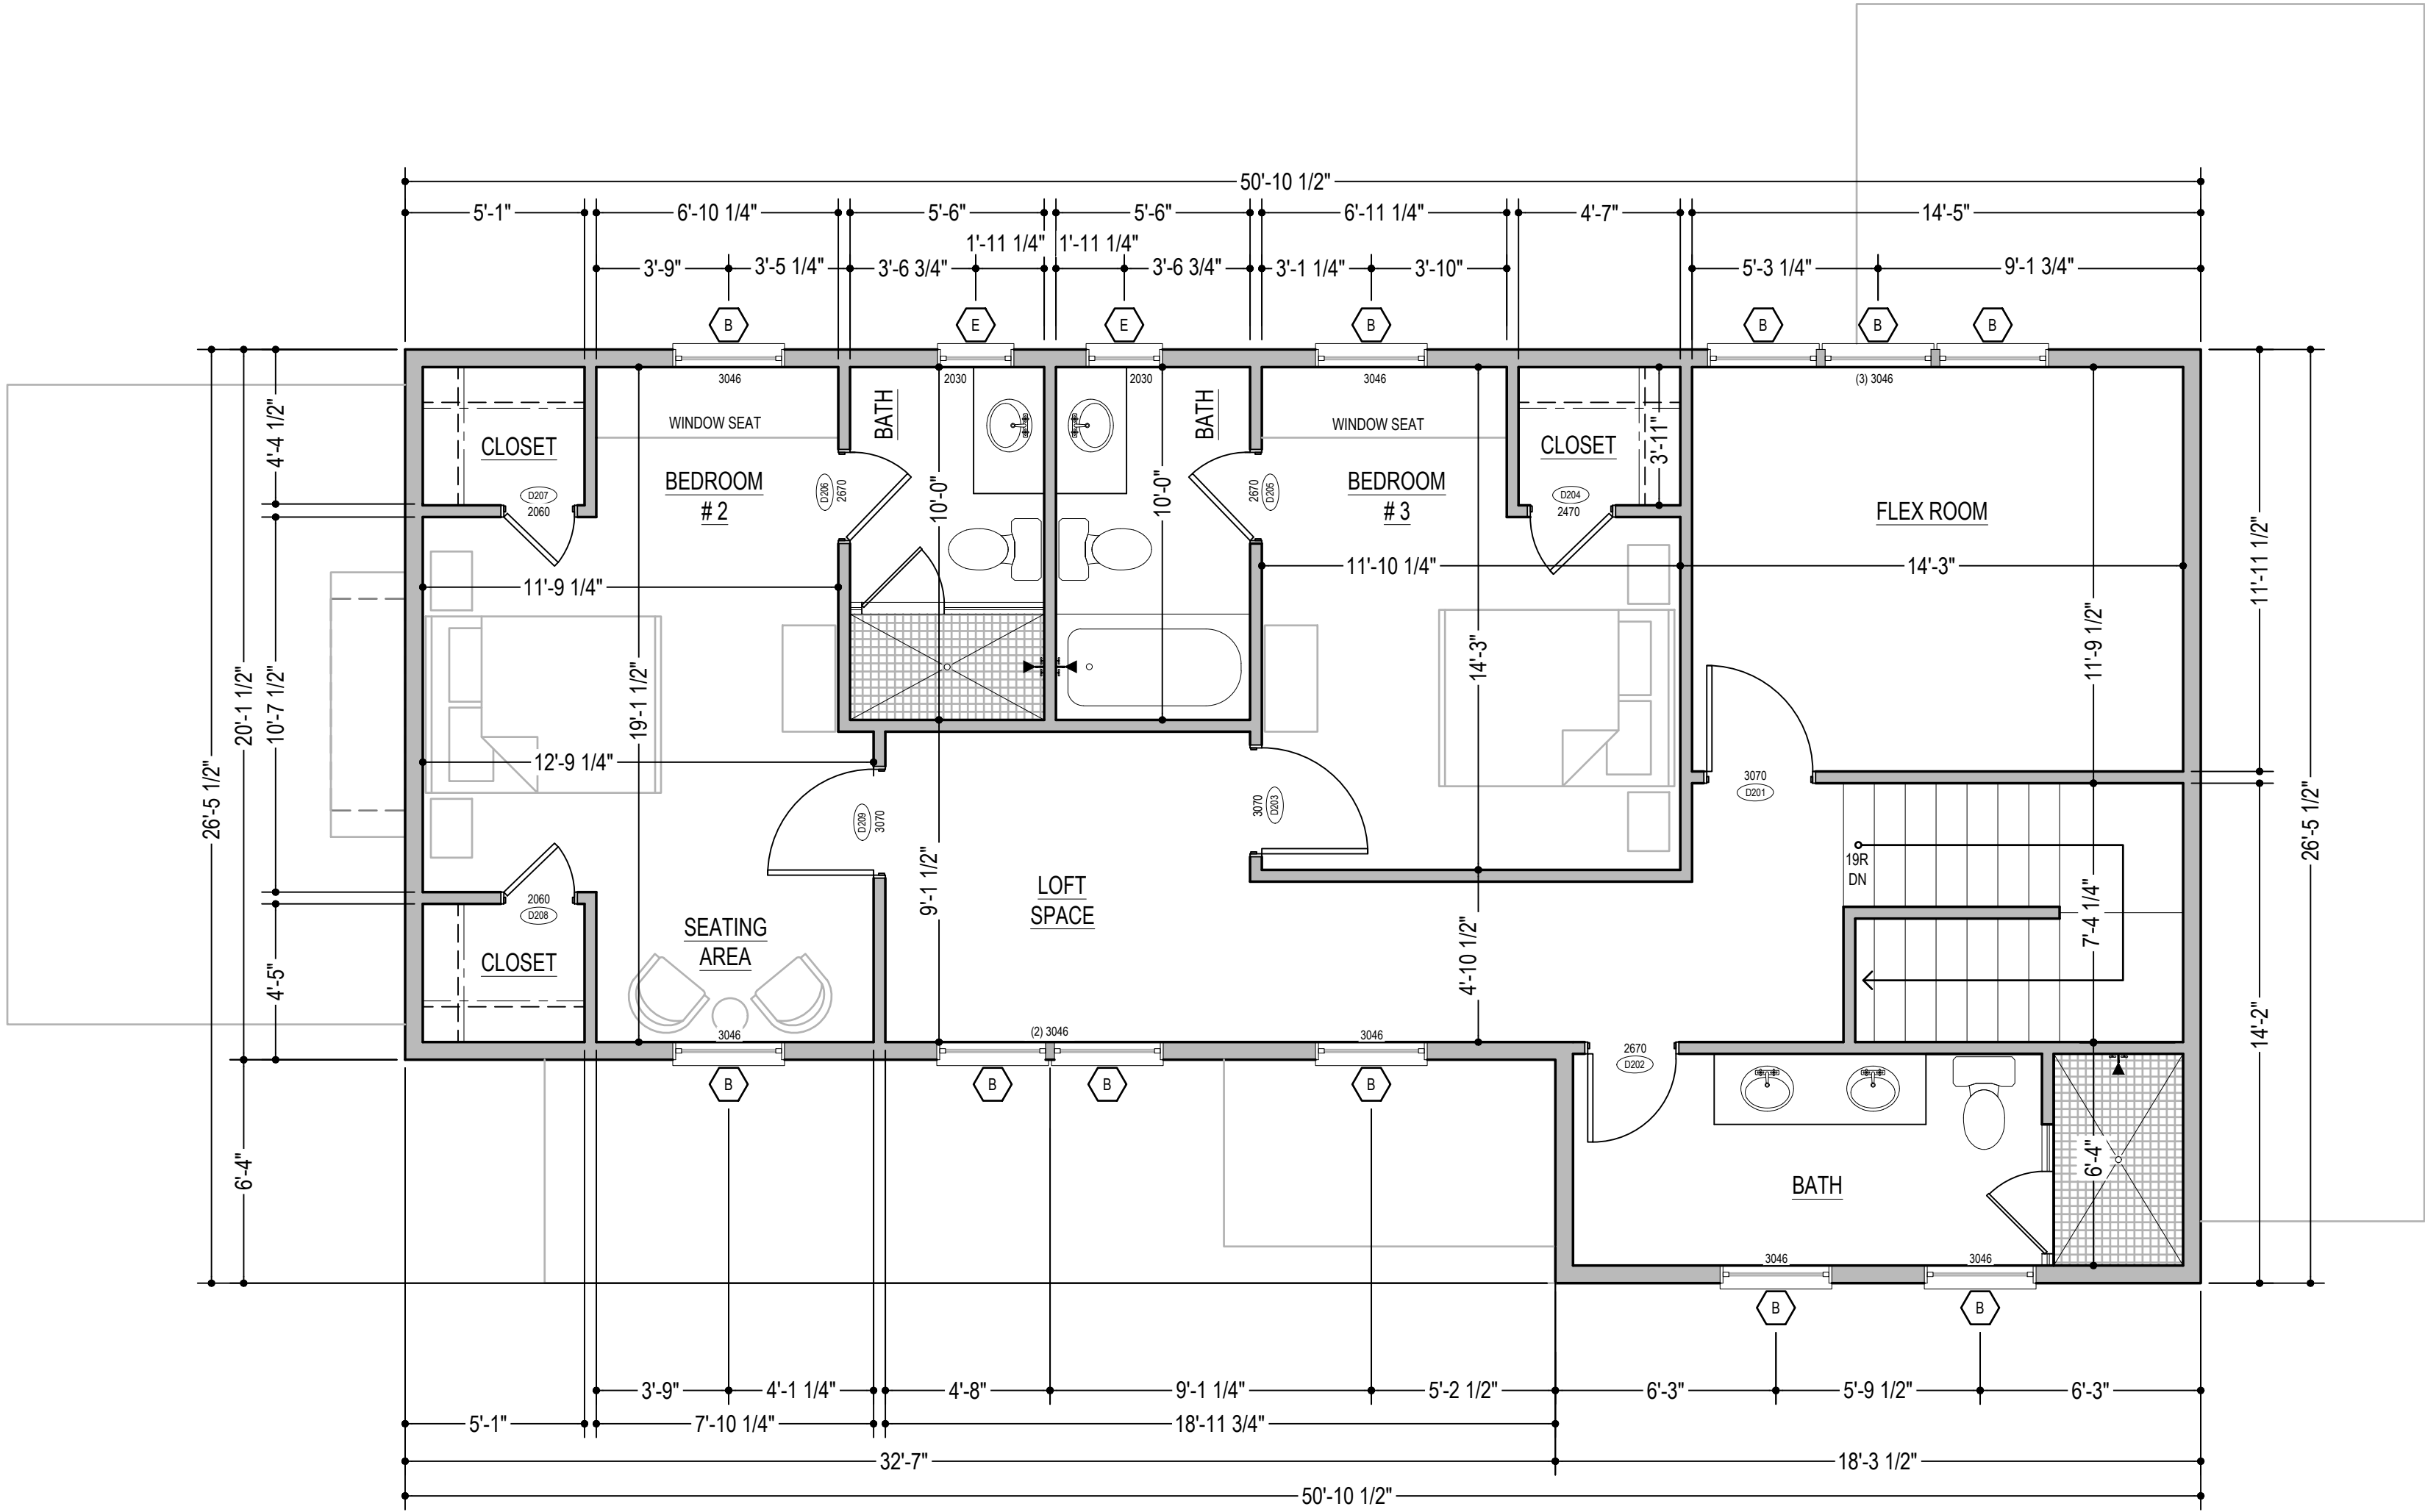 50'-10 1/2"
5'-1"
6'-10 1/4"
5'-6"
5'-6"
6'-11 1/4"
4'-7"
14'-5"
1'-11 1/4"
1'-11 1/4"
3'-9"
3'-5 1/4"
3'-6 3/4"
3'-6 3/4"
3'-1 1/4"
3'-10"
5'-3 1/4"
9'-1 3/4"
B
E
E
B
B
B
B
3046
2030
2030
3046
(3) 3046
4'-4 1/2"
BATH
BATH
WINDOW SEAT
WINDOW SEAT
CLOSET
CLOSET
3'-11"
BEDROOM
# 2
BEDROOM
# 3
D207
2060
D206
2670
10'-0"
10'-0"
2670
D205
D204
2470
FLEX ROOM
11'-11 1/2"
11'-9 1/4"
11'-10 1/4"
14'-3"
26'-5 1/2"
20'-1 1/2"
10'-7 1/2"
19'-1 1/2"
14'-3"
11'-9 1/2"
12'-9 1/4"
3070
D201
D209
3070
3070
D203
26'-5 1/2"
19R
DN
9'-1 1/2"
LOFT
SPACE
2060
D208
SEATING
AREA
7'-4 1/4"
4'-10 1/2"
CLOSET
4'-5"
14'-2"
3046
(2) 3046
3046
2670
D202
B
B
B
B
6'-4"
6'-4"
BATH
3046
3046
B
B
3'-9"
4'-1 1/4"
4'-8"
9'-1 1/4"
5'-2 1/2"
6'-3"
5'-9 1/2"
6'-3"
5'-1"
7'-10 1/4"
18'-11 3/4"
32'-7"
18'-3 1/2"
50'-10 1/2"